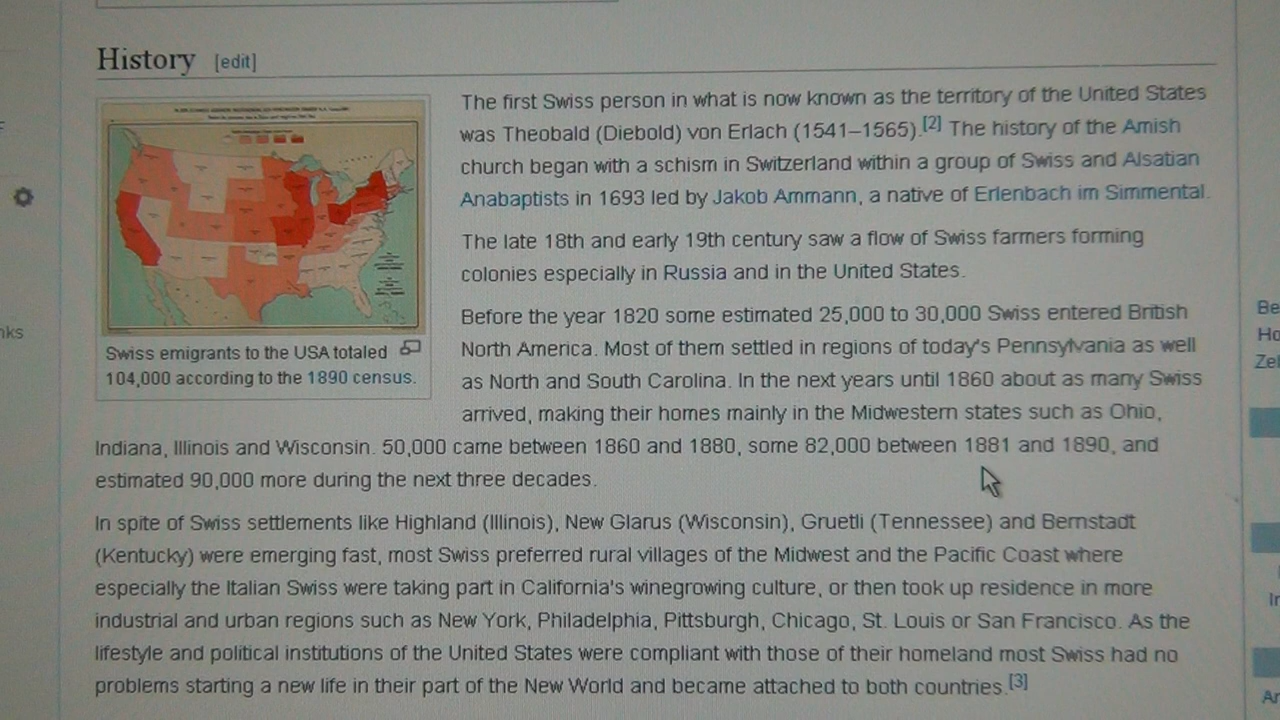 History [edit]
The first Swiss person in what is now known as the territory of the United States
was Theobald (Diebold) von Erlach (1541–1565).[2] The history of the Amish
church began with a schism in Switzerland within a group of Swiss and Alsatian
Anabaptists in 1693 led by Jakob Ammann, a native of Erlenbach im Simmental.
The late 18th and early 19th century saw a flow of Swiss farmers forming
colonies especially in Russia and in the United States.
Swiss emigrants to the USA totaled
104,000 according to the 1890 census.
Before the year 1820 some estimated 25,000 to 30,000 Swiss entered British
North America. Most of them settled in regions of today's Pennsylvania as well
as North and South Carolina. In the next years until 1860 about as many Swiss
arrived, making their homes mainly in the Midwestern states such as Ohio,
Indiana, Illinois and Wisconsin. 50,000 came between 1860 and 1880, some 82,000 between 1881 and 1890, and
estimated 90,000 more during the next three decades.
In spite of Swiss settlements like Highland (Illinois), New Glarus (Wisconsin), Gruetli (Tennessee) and Bernstadt
(Kentucky) were emerging fast, most Swiss preferred rural villages of the Midwest and the Pacific Coast where
especially the Italian Swiss were taking part in California's winegrowing culture, or then took up residence in more
industrial and urban regions such as New York, Philadelphia, Pittsburgh, Chicago, St. Louis or San Francisco. As the
lifestyle and political institutions of the United States were compliant with those of their homeland most Swiss had no
problems starting a new life in their part of the New World and became attached to both countries.[3]
nks
Be
Ho
Zei
In
Ar